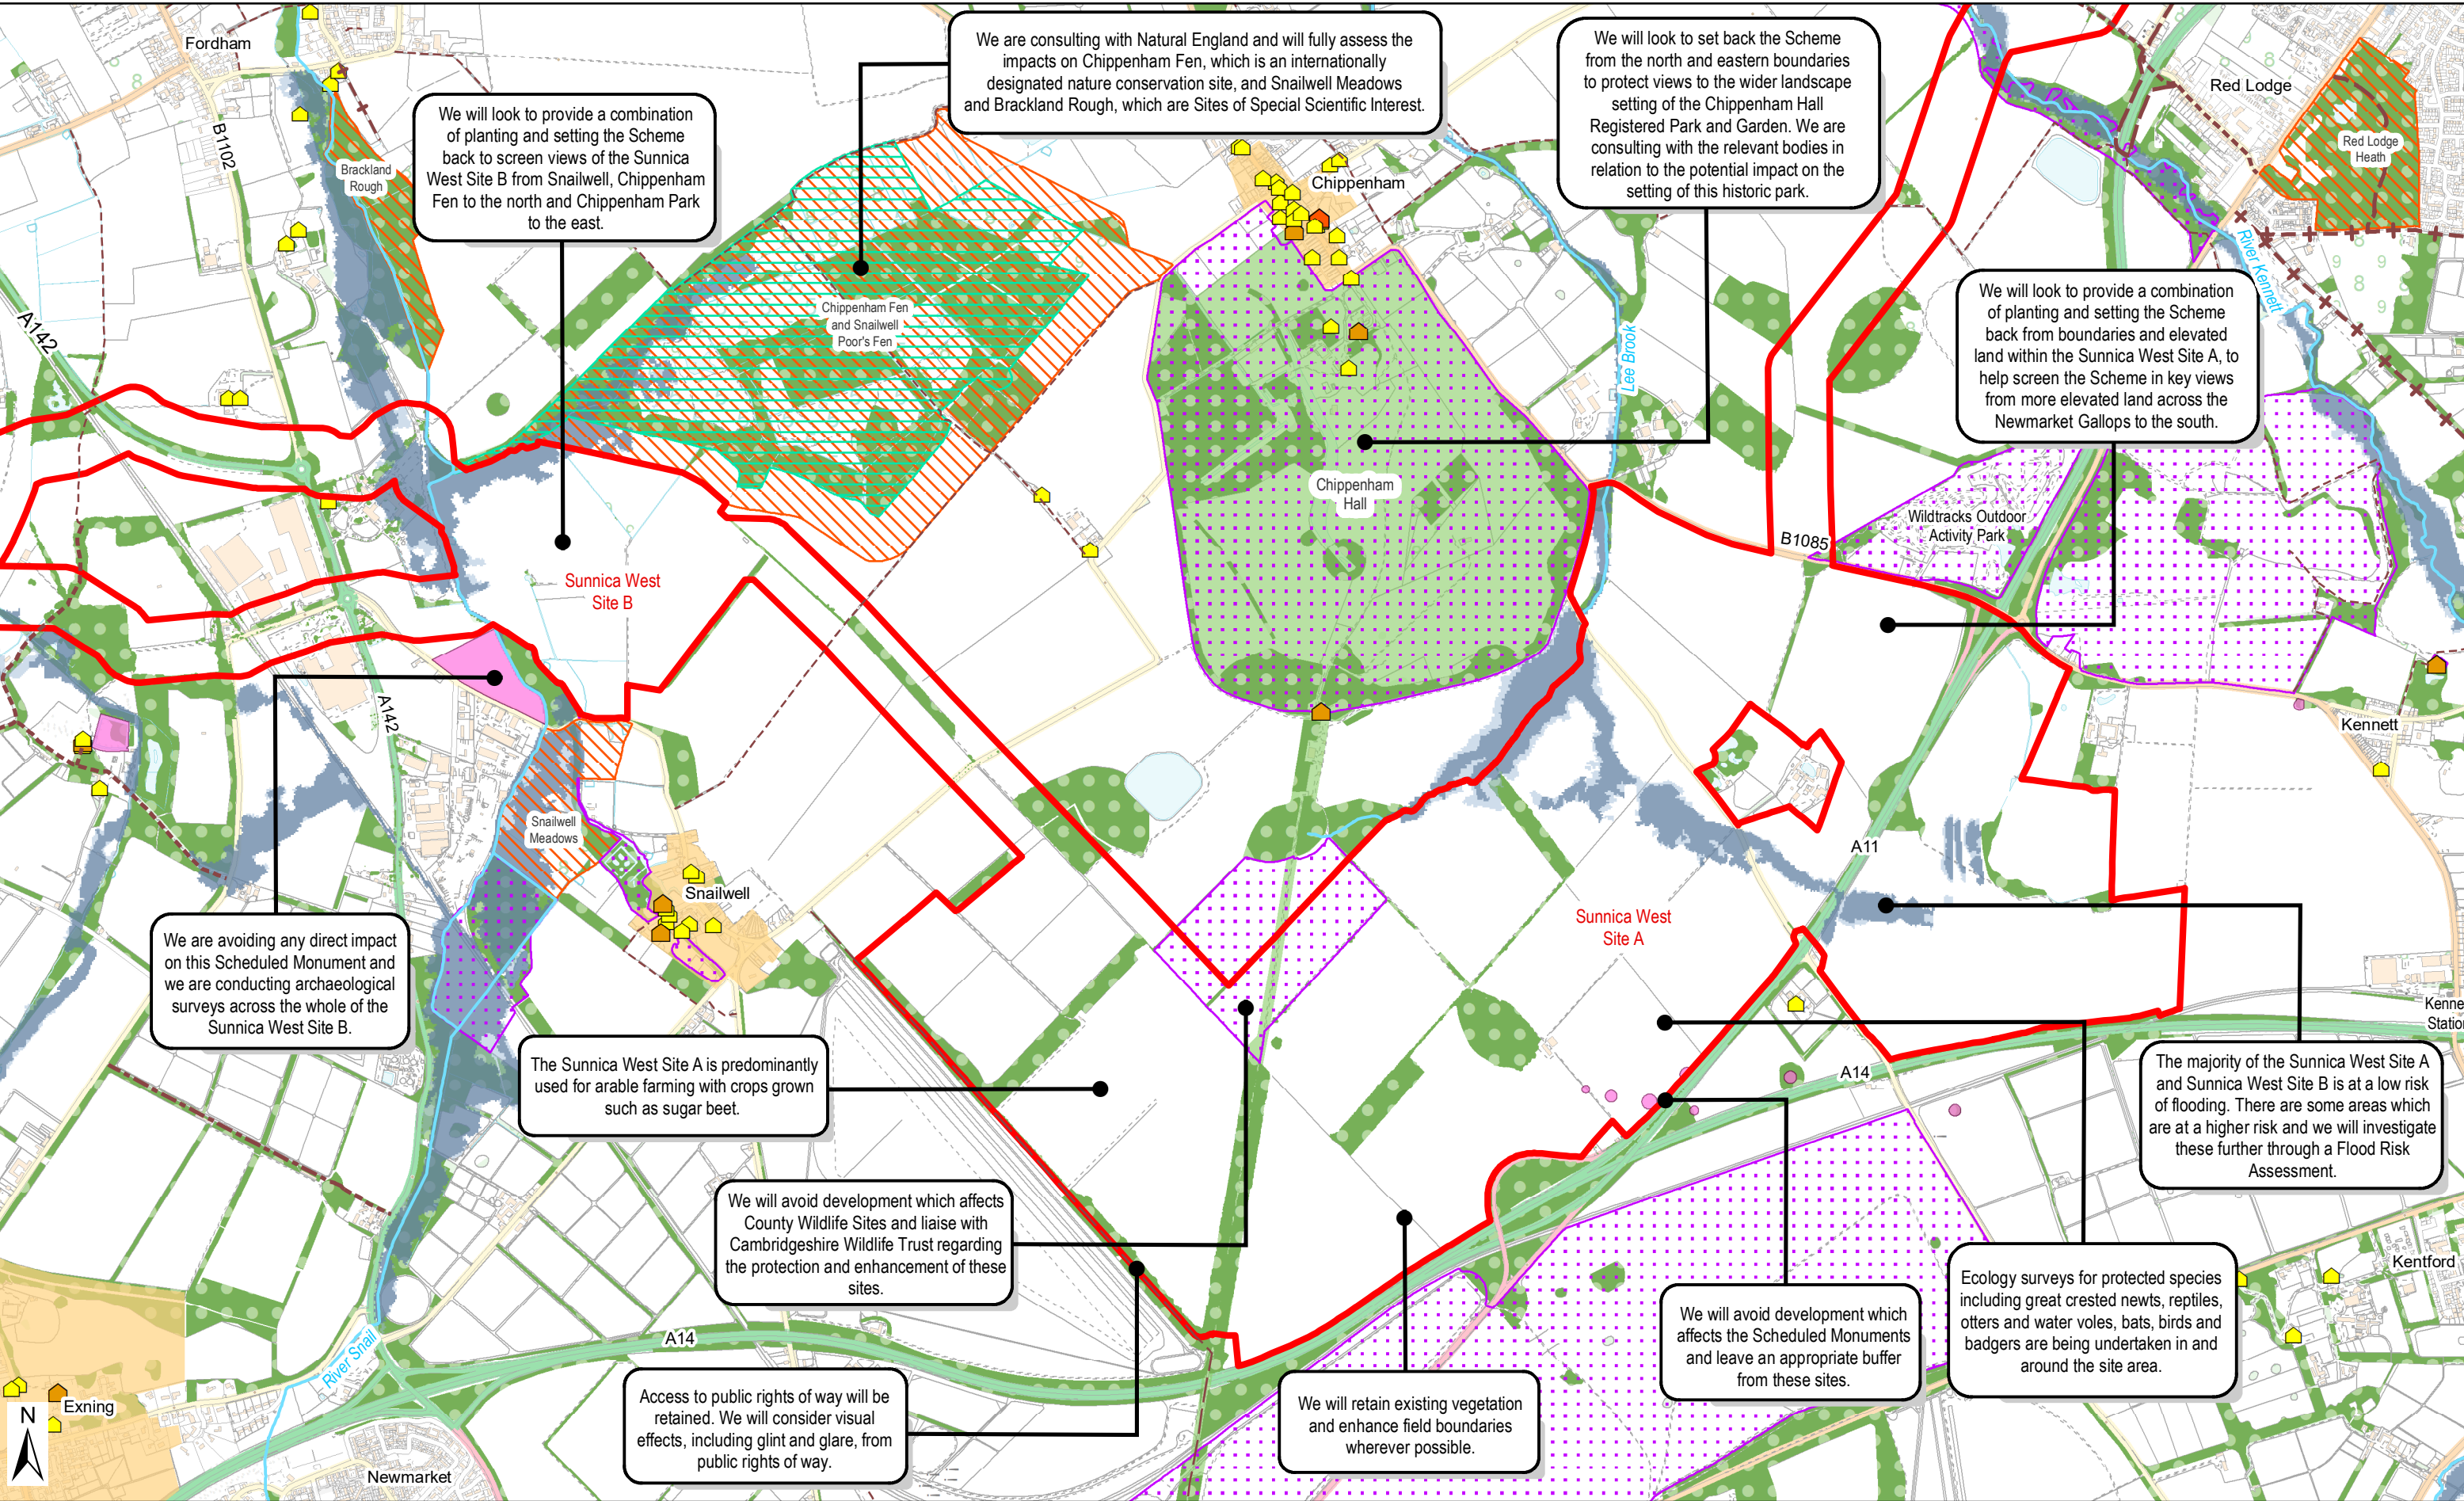 Fordham
B1102
Brackland
Rough
We will look to provide a combination
of planting and setting the Scheme
back to screen views of the Sunnica
West Site B from Snailwell, Chippenham
Fen to the north and Chippenham Park
to the east.
We are consulting with Natural England and will fully assess the
impacts on Chippenham Fen, which is an internationally
designated nature conservation site, and Snailwell Meadows
and Brackland Rough, which are Sites of Special Scientific Interest.
We will look to set back the Scheme
from the north and eastern boundaries
to protect views to the wider landscape
setting of the Chippenham Hall
Registered Park and Garden. We are
consulting with the relevant bodies in
relation to the potential impact on the
setting of this historic park.
Red Lodge
Red Lodge
Heath
Chippenham
River Kennett
We will look to provide a combination
of planting and setting the Scheme
back from boundaries and elevated
land within the Sunnica West Site A, to
help screen the Scheme in key views
from more elevated land across the
Newmarket Gallops to the south.
A142
Chippenham Fen
and Snailwell
Poor's Fen
Lee Brook
Chippenham
Hall
Wildtracks Outdoor
Activity Park
B1085
Sunnica West
Site B
A142
Kennett
Snailwell
Meadows
A11
Snailwell
Sunnica West
Site A
We are avoiding any direct impact
on this Scheduled Monument and
we are conducting archaeological
surveys across the whole of the
Sunnica West Site B.
Kenne
Statio
The Sunnica West Site A is predominantly
used for arable farming with crops grown
such as sugar beet.
A14
The majority of the Sunnica West Site A
and Sunnica West Site B is at a low risk
of flooding. There are some areas which
are at a higher risk and we will investigate
these further through a Flood Risk
Assessment.
We will avoid development which affects
County Wildlife Sites and liaise with
Cambridgeshire Wildlife Trust regarding
the protection and enhancement of these
sites.
Kentford
Ecology surveys for protected species
including great crested newts, reptiles,
otters and water voles, bats, birds and
badgers are being undertaken in and
around the site area.
We will avoid development which
affects the Scheduled Monuments
and leave an appropriate buffer
from these sites.
River Snail
A14
Access to public rights of way will be
retained. We will consider visual
effects, including glint and glare, from
public rights of way.
We will retain existing vegetation
and enhance field boundaries
wherever possible.
Exning
N
Newmarket